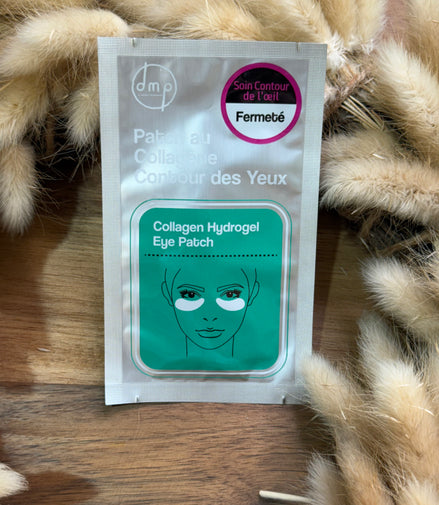 dmp
Soin Contour
de l'œil
Fermeté
Patch au
Collagène
Contour des Yeux
Collagen Hydrogel
Eye Patch